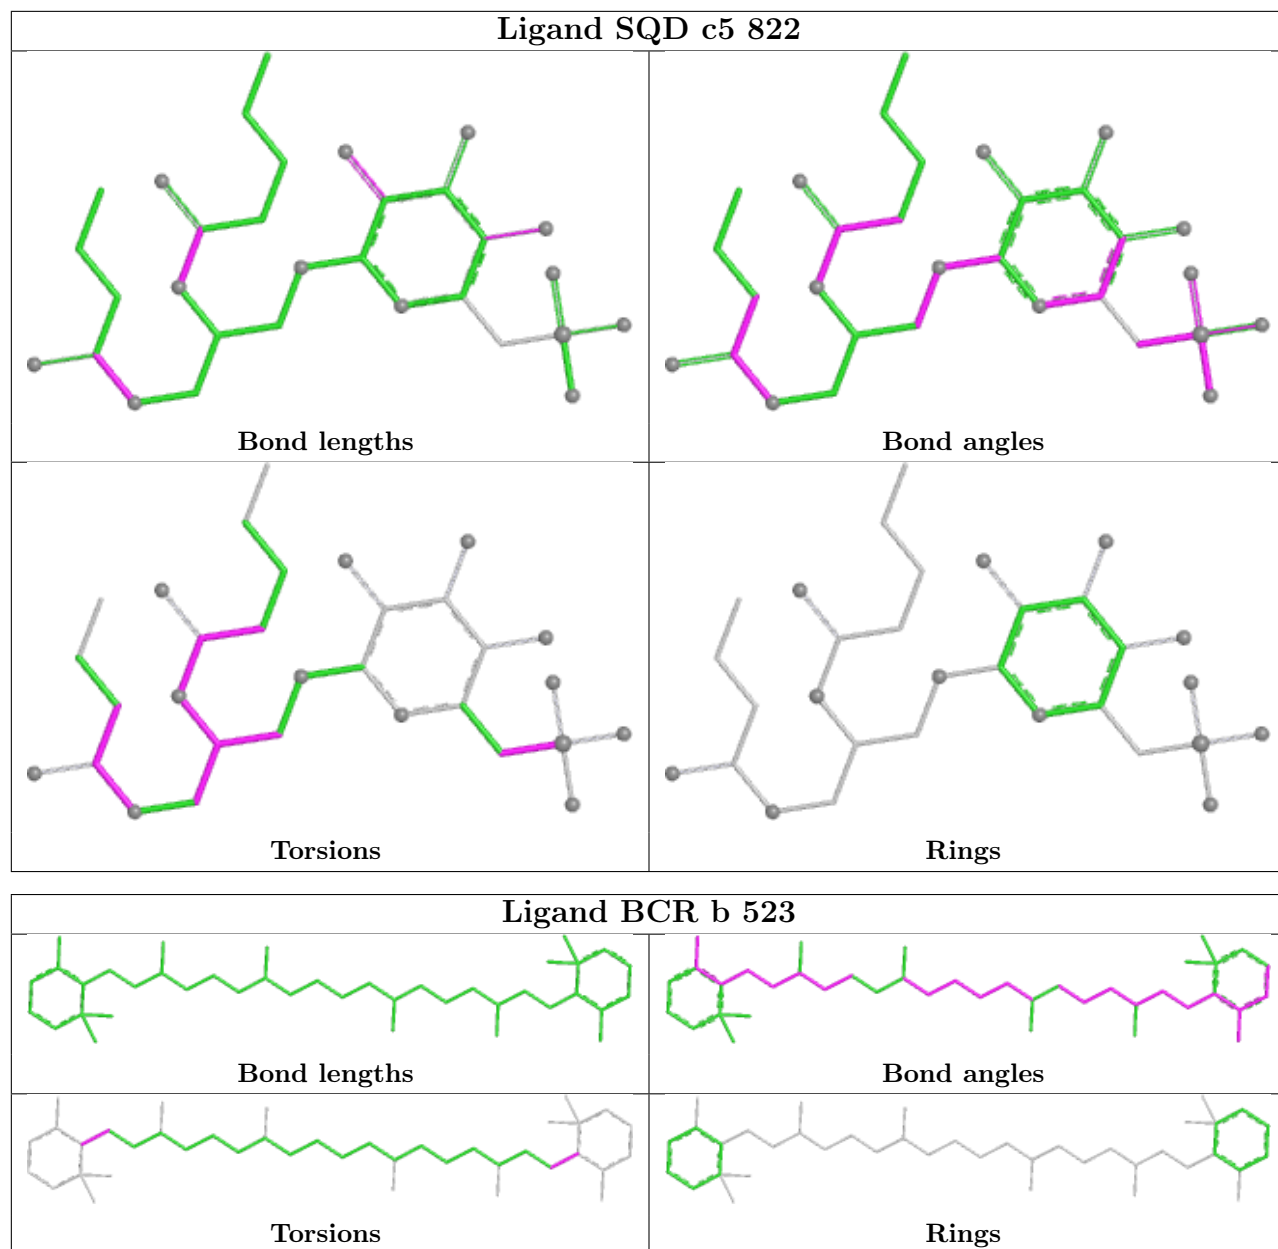 Ligand SQD c5 822
Bond lengths
Bond angles
Torsions
Rings
Ligand BCR b 523
Bond lengths
Bond angles
Torsions
Rings